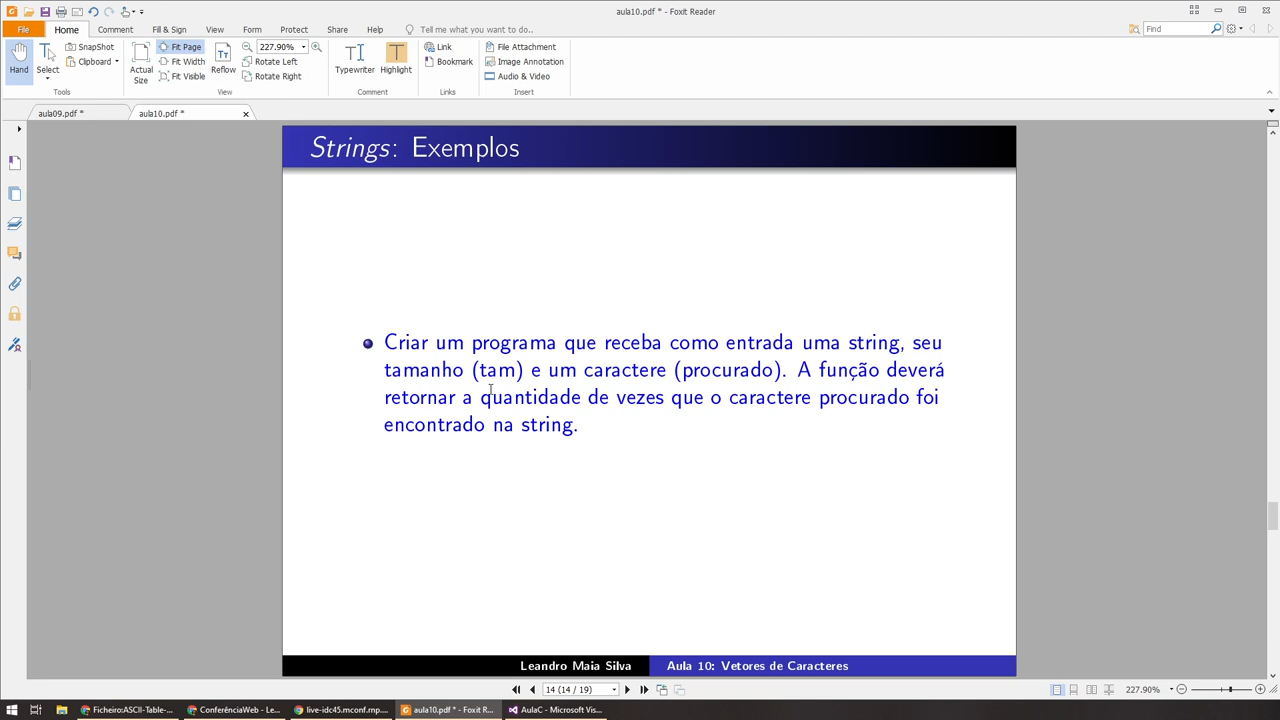 aula10.pdf * - Foxit Reader
File Home Comment Fill & Sign View Form Protect Share Help Tell me what you want to do... Find
Hand
Select
SnapShot
Clipboard
Tools
Actual Size
Fit Page
Fit Width
Fit Visible
Reflow
227.90%
Rotate Left
Rotate Right
View
Typewriter
Highlight
Comment
Link
Bookmark
Links
File Attachment
Image Annotation
Audio & Video
Insert
aula09.pdf * aula10.pdf *
Strings: Exemplos
Criar um programa que receba como entrada uma string, seu
tamanho (tam) e um caractere (procurado). A função deverá
retornar a quantidade de vezes que o caractere procurado foi
encontrado na string.
Leandro Maia Silva Aula 10: Vetores de Caracteres
14 (14 / 19) 227.90%
Ficheiro:ASCII-Table-... ConferênciaWeb - Le... live-idc45.mconf.rnp.... aula10.pdf * - Foxit R... AulaC - Microsoft Vis...